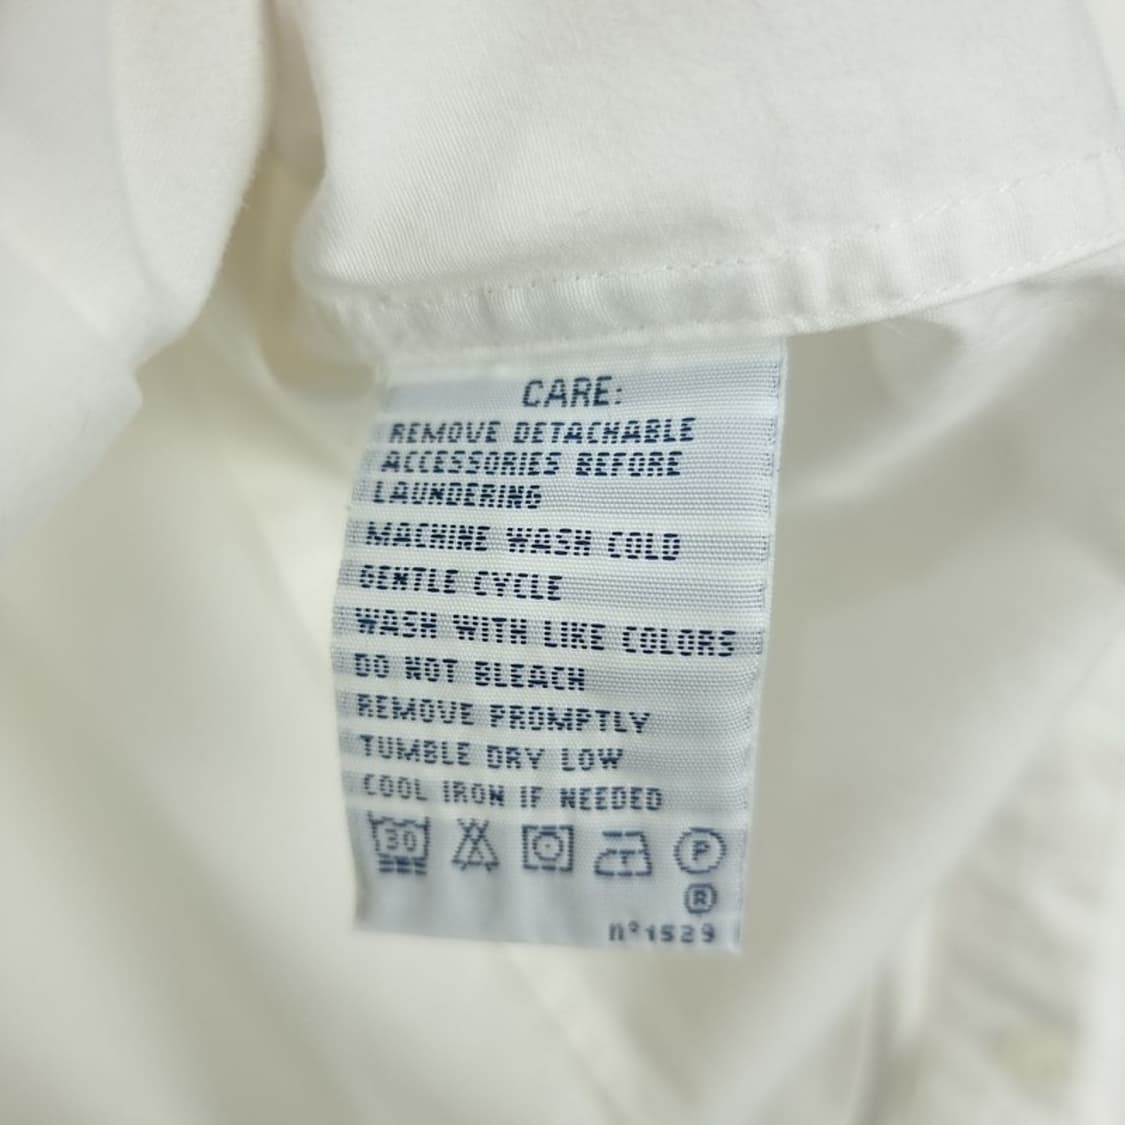 CARE:
REMOVE DETACHABLE
ACCESSORIES BEFORE
LAUNDERING
MACHINE WASH COLD
GENTLE CYCLE
WASH WITH LIKE COLORS
DO NOT BLEACH
REMOVE PROMPTLY
TUMBLE DRY LOW
COOL IRON IF NEEDED
30 P
®
nº1529